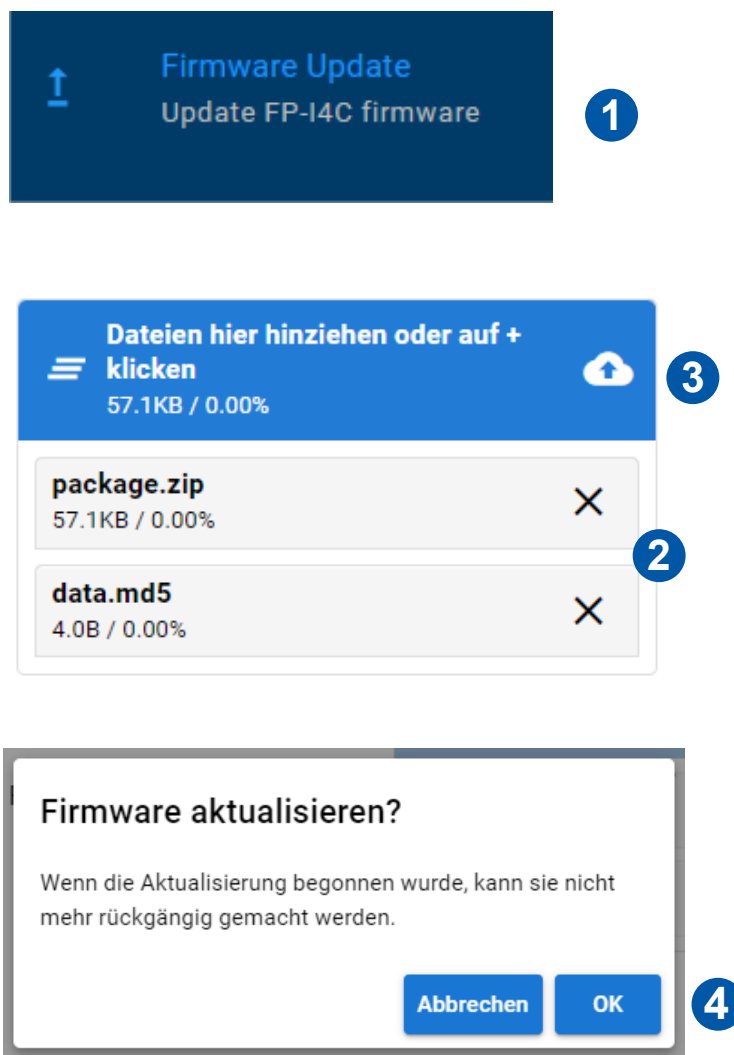 Firmware Update
Update FP-I4C firmware
1
Dateien hier hinziehen oder auf +
klicken
57.1KB / 0.00%
3
package.zip
57.1KB / 0.00%
2
data.md5
4.0B / 0.00%
Firmware aktualisieren?
Wenn die Aktualisierung begonnen wurde, kann sie nicht
mehr rückgängig gemacht werden.
Abbrechen OK
4